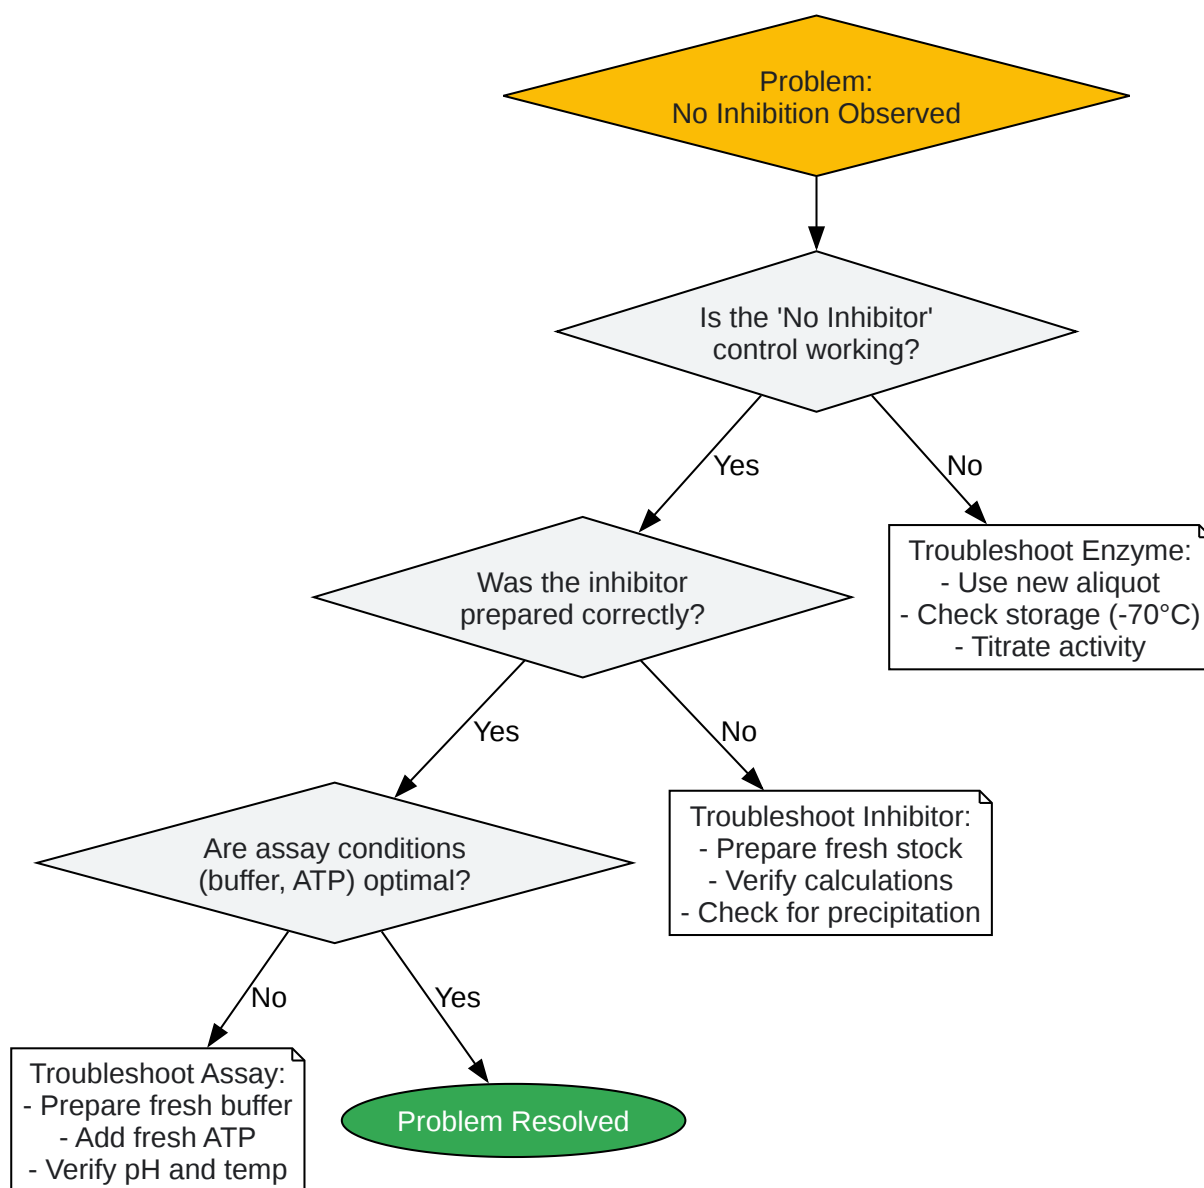 Problem:
No Inhibition Observed
Is the 'No Inhibitor'
control working?
Yes
No
Was the inhibitor
prepared correctly?
Troubleshoot Enzyme:
- Use new aliquot
- Check storage (-70°C)
- Titrate activity
Yes
No
Are assay conditions
(buffer, ATP) optimal?
Troubleshoot Inhibitor:
- Prepare fresh stock
- Verify calculations
- Check for precipitation
No
Yes
Troubleshoot Assay:
- Prepare fresh buffer
- Add fresh ATP
- Verify pH and temp
Problem Resolved